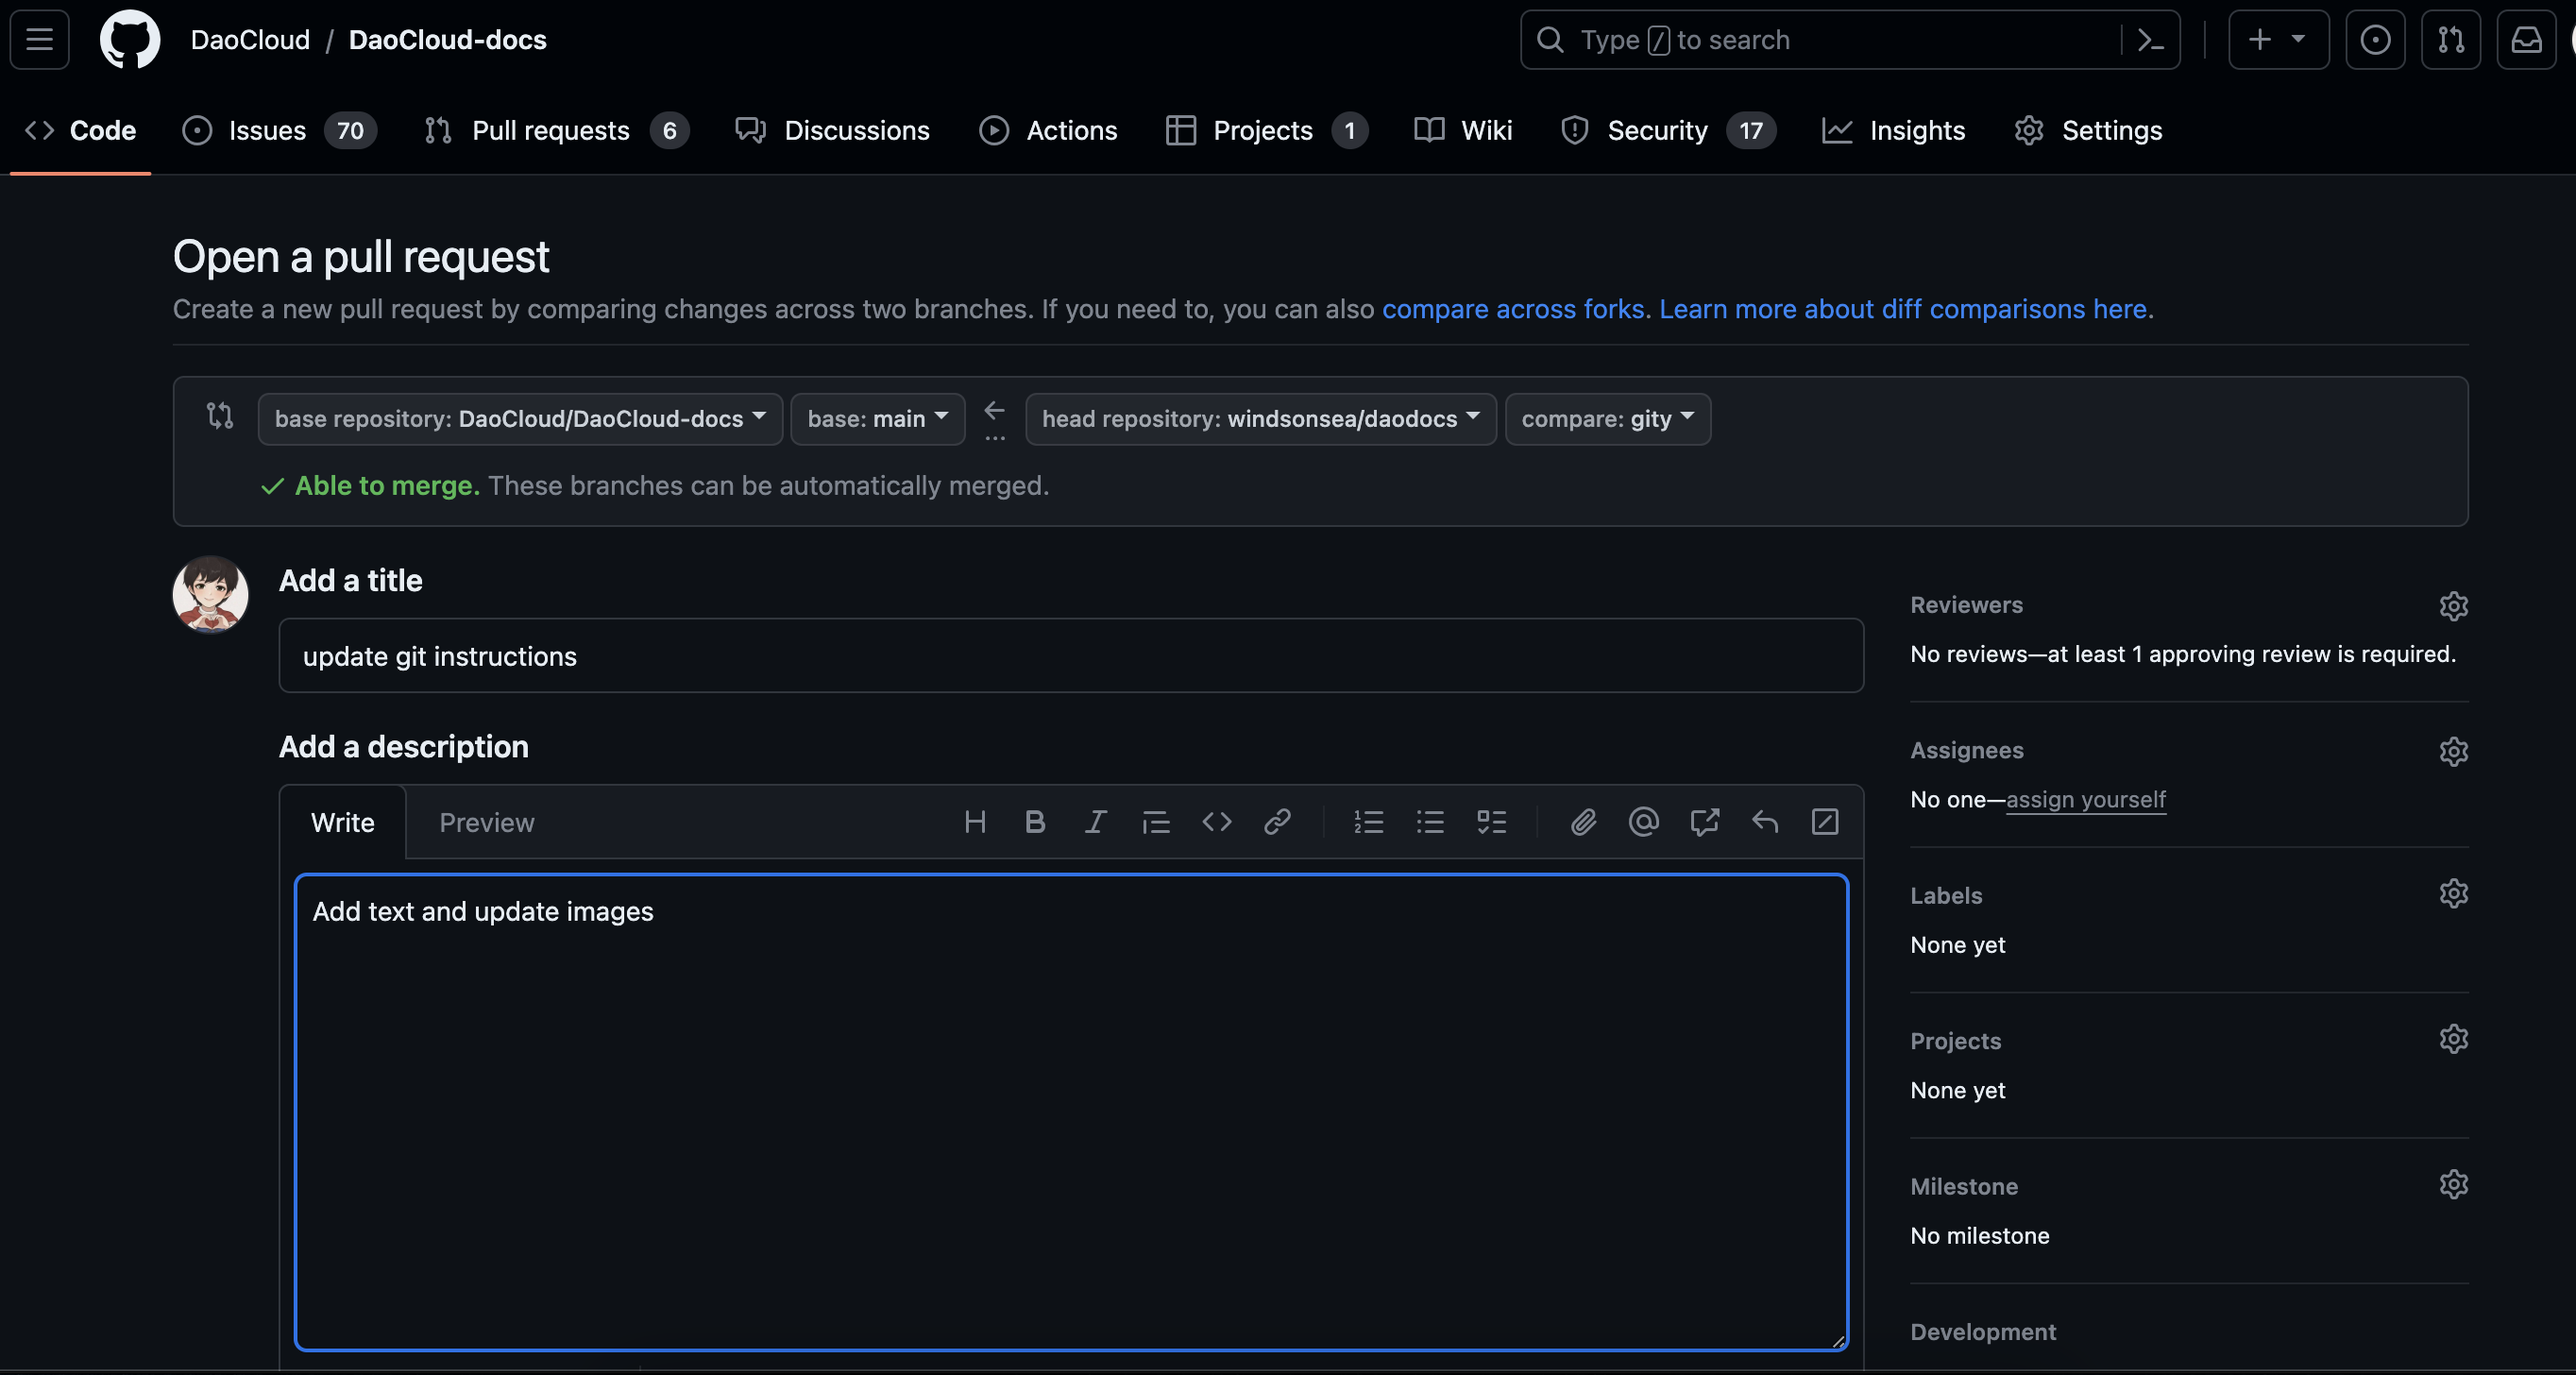 DaoCloud / DaoCloud-docs
Type / to search
Code Issues 70 Pull requests 6 Discussions Actions Projects 1 Wiki Security 17 Insights Settings
Open a pull request
Create a new pull request by comparing changes across two branches. If you need to, you can also compare across forks. Learn more about diff comparisons here.
base repository: DaoCloud/DaoCloud-docs base: main head repository: windsonsea/daodocs compare: gity
Able to merge. These branches can be automatically merged.
Add a title
update git instructions
Add a description
Write Preview
Add text and update images
Reviewers
No reviews—at least 1 approving review is required.
Assignees
No one—assign yourself
Labels
None yet
Projects
None yet
Milestone
No milestone
Development